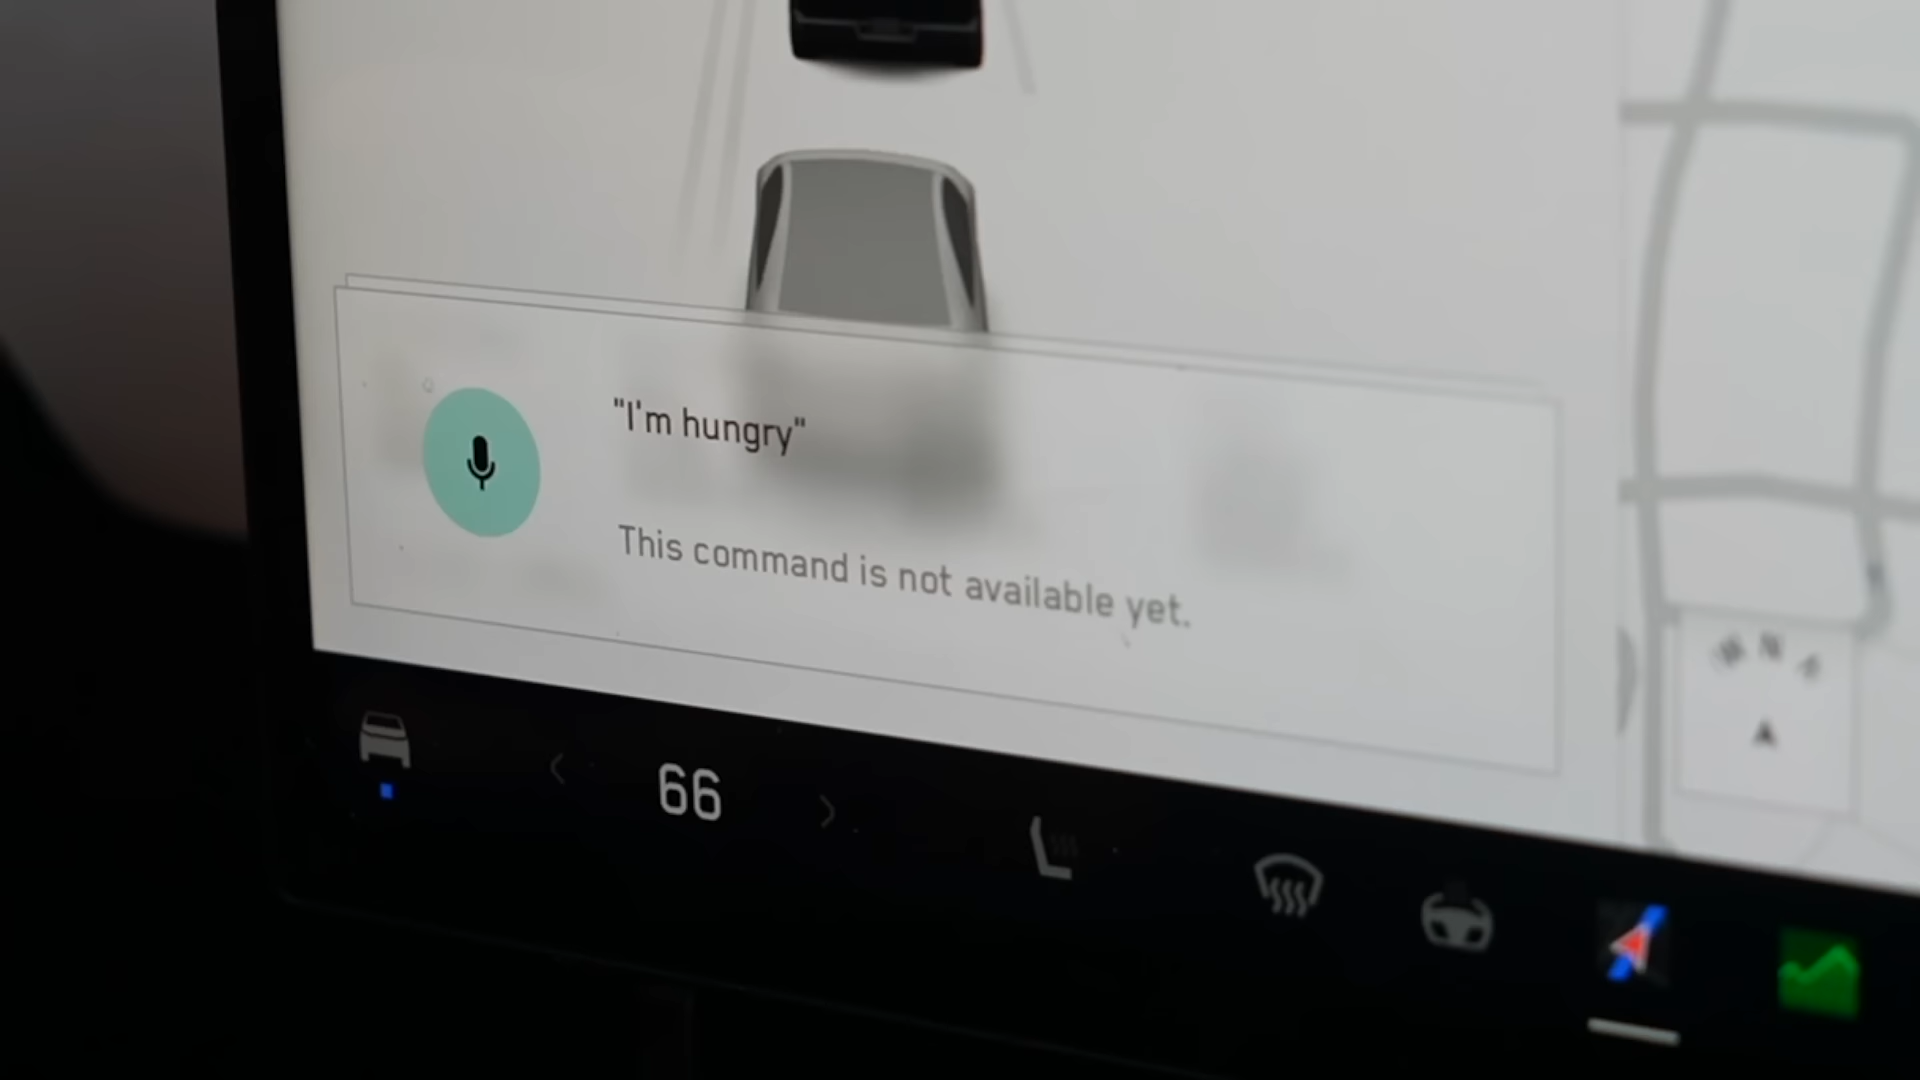 "I'm hungry"
This command is not available yet.
N
66